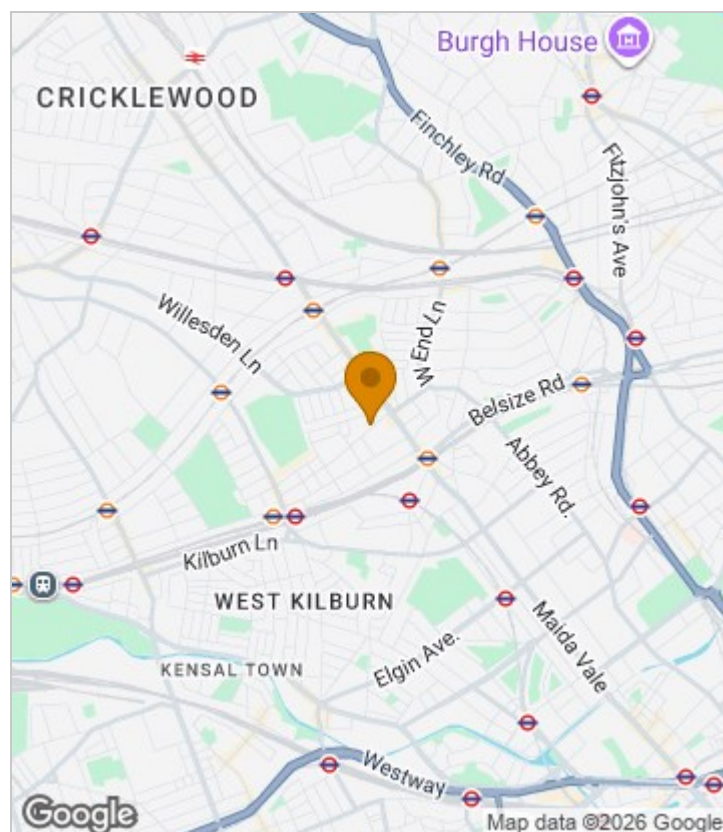 Burgh House
CRICKLEWOOD
Finchley Rd
Fitzjohn's Ave
Willesden Ln
W End Ln
Belsize Rd
Abbey Rd.
Kilburn Ln
WEST KILBURN
Maida Vale
KENSAL TOWN
Elgin Ave.
Westway
Google
Map data ©2026 Google